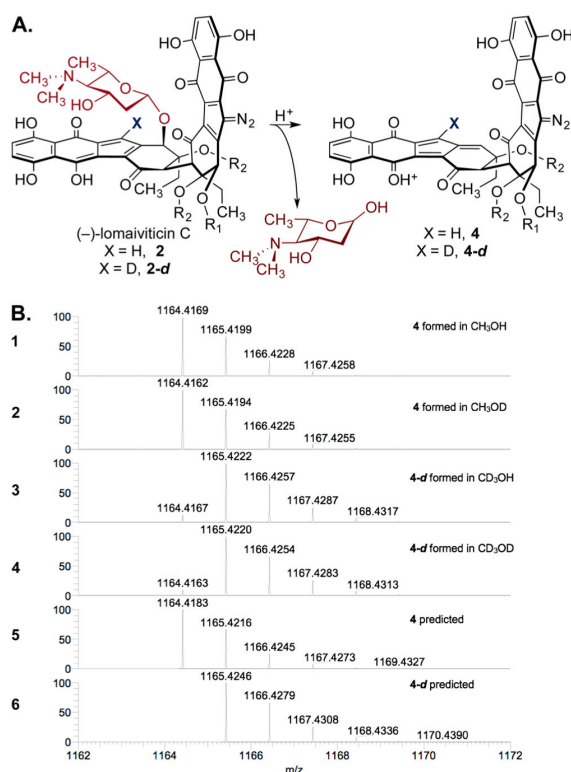 A.
HO
OH
O
O
N2
H3C
H3C
N
H3C
HO
O
O
O
X
HO
O
O
O
R2
HO
OH
O
CH3
O
O
CH3
R2
R1
(–)-lomaiviticin C
X = H, 2
X = D, 2-d
H+
H3C
H3C
N
H3C
HO
O
OH
HO
OH
O
O
N2
X
HO
O
O
O
R2
HO
OH+
O
CH3
O
O
CH3
R2
R1
X = H, 4
X = D, 4-d
B.
1
100
50
0
1164.4169
1165.4199
1166.4228
1167.4258
4 formed in CH3OH
2
100
50
0
1164.4162
1165.4194
1166.4225
1167.4255
4 formed in CH3OD
3
100
50
0
1164.4167
1165.4222
1166.4257
1167.4287
1168.4317
4-d formed in CD3OH
4
100
50
0
1164.4163
1165.4220
1166.4254
1167.4283
1168.4313
4-d formed in CD3OD
5
100
50
0
1164.4183
1165.4216
1166.4245
1167.4273
1169.4327
4 predicted
6
100
50
0
1165.4246
1166.4279
1167.4308
1168.4336
1170.4390
4-d predicted
1162 1164 1166 1168 1170 1172
m/z